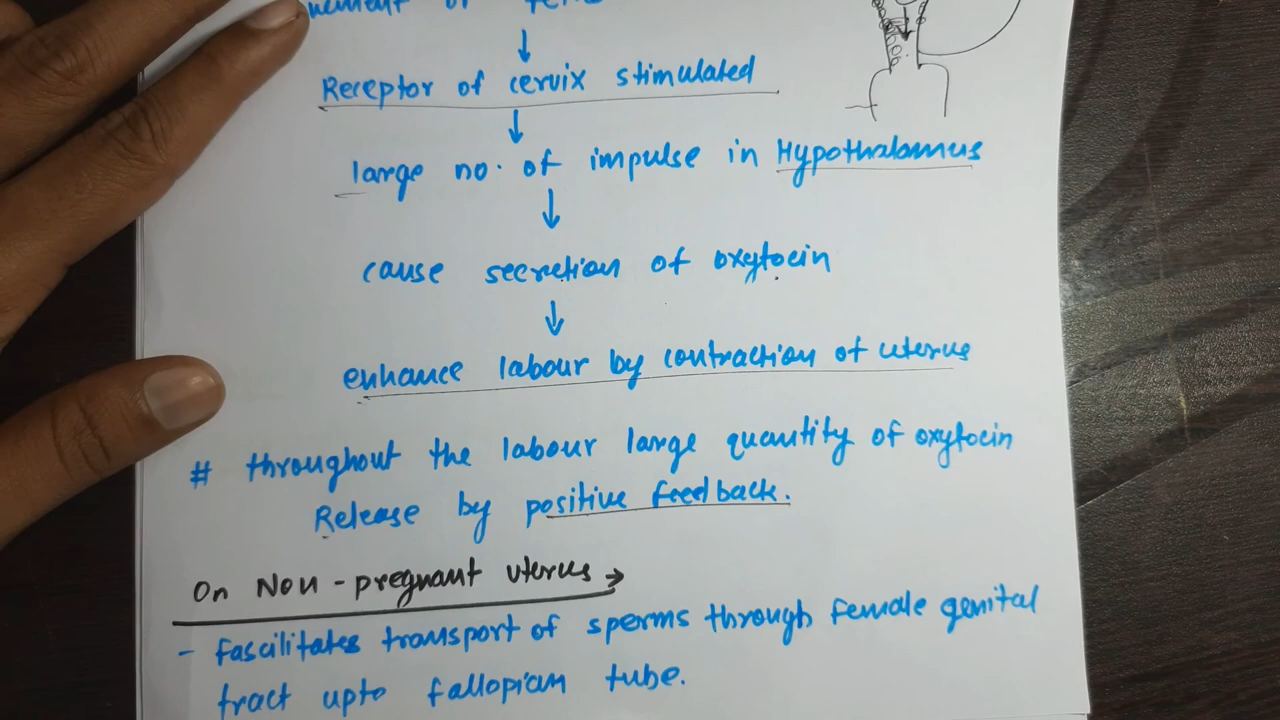 Receptor of cervix stimulated
↓
large no. of impulse in Hypothalamus
↓
cause secretion of oxytocin
↓
enhance labour by contraction of uterus
# throughout the labour large quantity of oxytocin
Release by positive feedback.
On Non-pregnant uterus →
- fascilitates transport of sperms through female genital
tract upto fallopian tube.